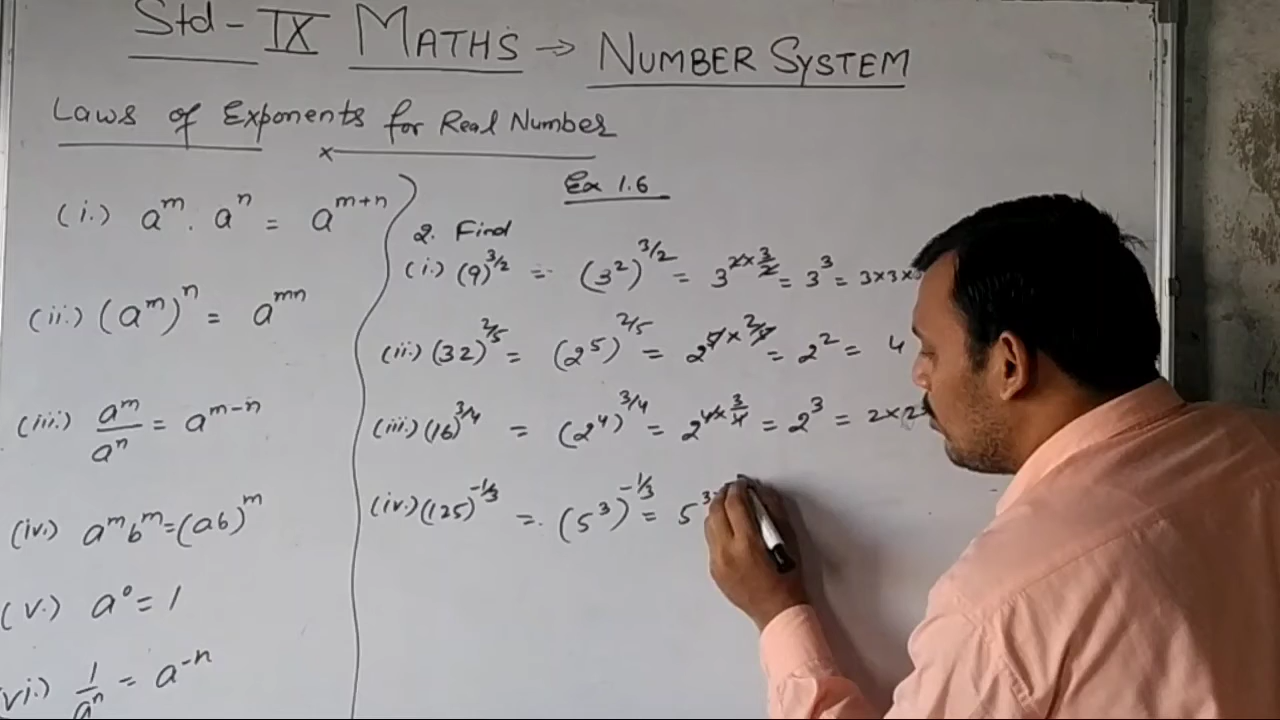 Std - IX MATHS → NUMBER SYSTEM
Laws of Exponents for Real Number
(i.) a^m . a^n = a^{m+n}
(ii.) (a^m)^n = a^{mn}
(iii.) a^m/a^n = a^{m-n}
(iv.) a^m b^m = (ab)^m
(v.) a^0 = 1
(vi.) 1/a^n = a^{-n}
Ex 1.6
2. Find
(i.) (9)^{3/2} = (3^2)^{3/2} = 3^{2×3/2} = 3^3 = 3×3×3
(ii.) (32)^{2/5} = (2^5)^{2/5} = 2^{5×2/5} = 2^2 = 4
(iii.) (16)^{3/4} = (2^4)^{3/4} = 2^{4×3/4} = 2^3 = 2×2
(iv.) (125)^{-1/3} = (5^3)^{-1/3} = 5^3